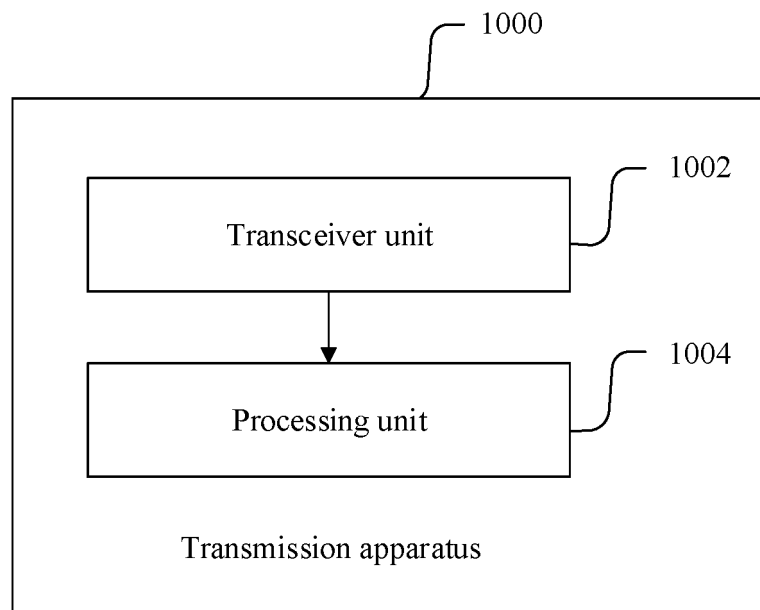 1000
1002
Transceiver unit
1004
Processing unit
Transmission apparatus